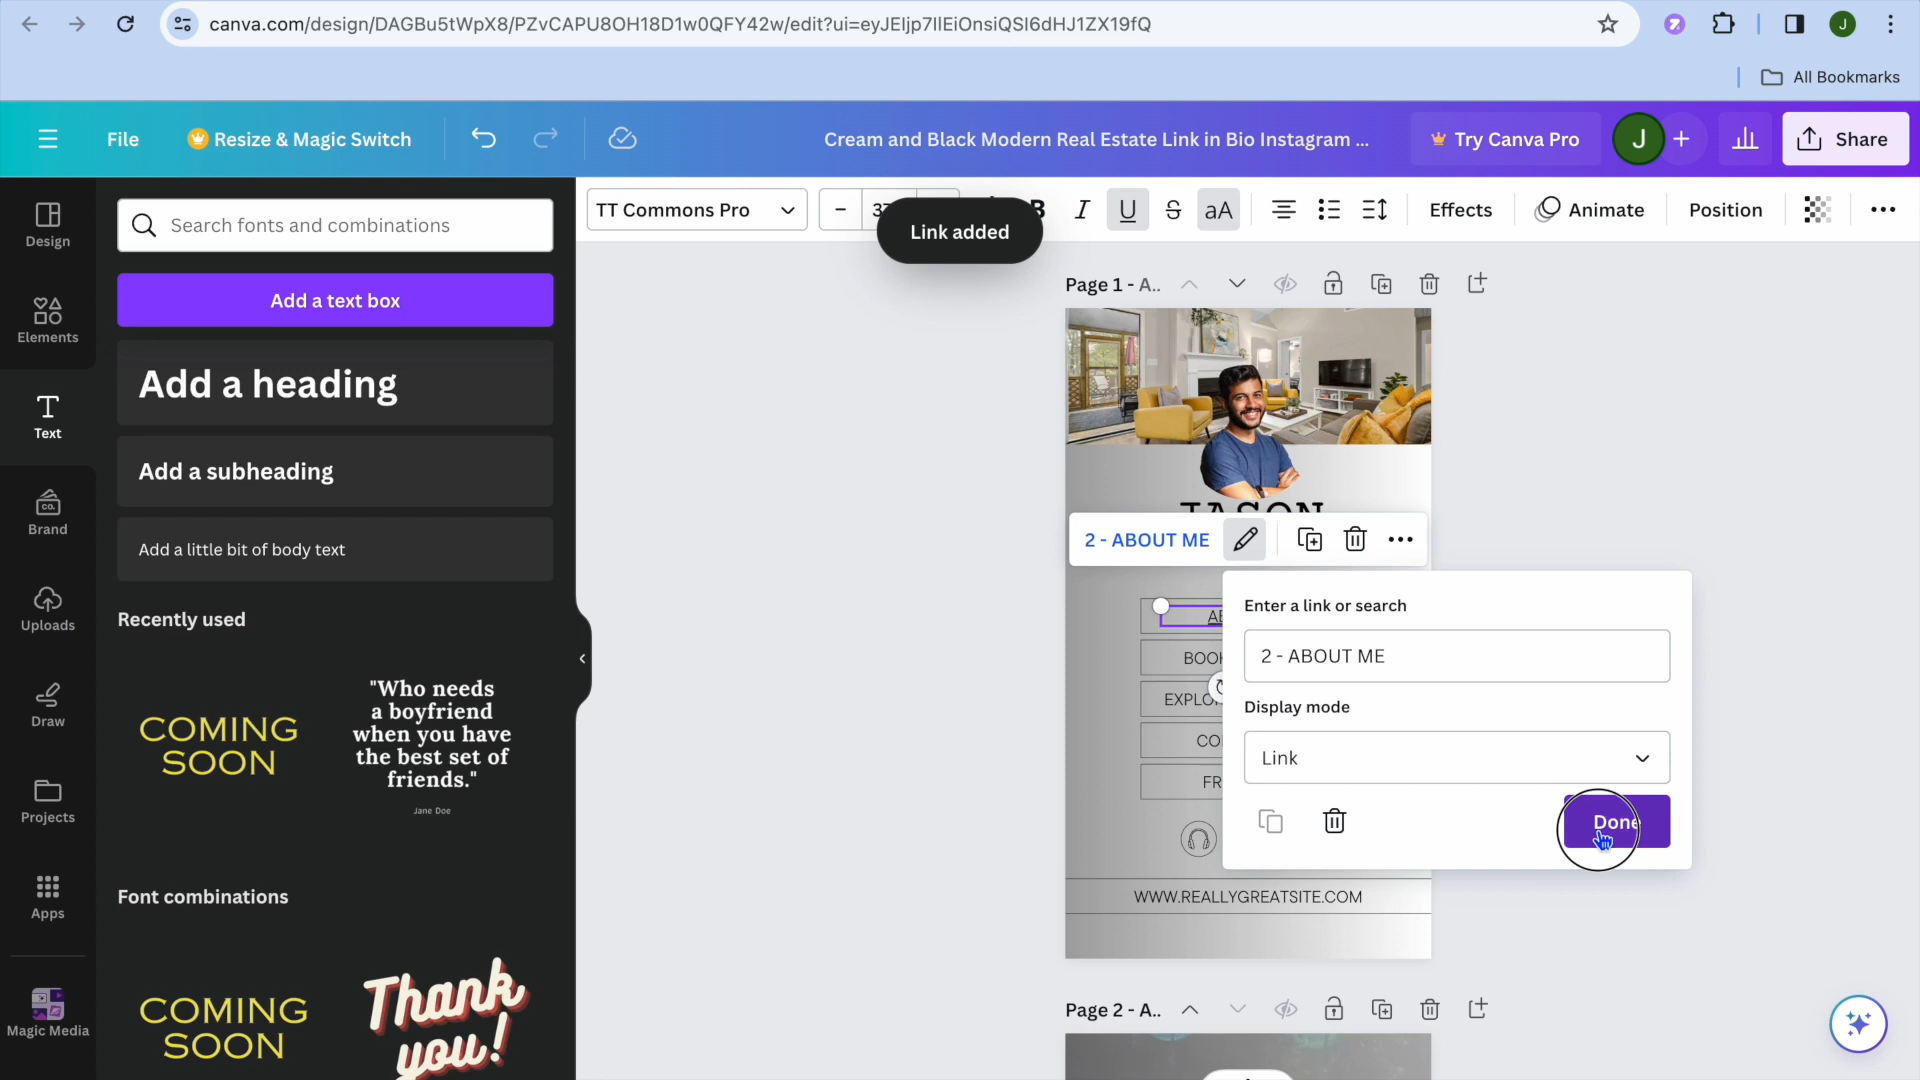 canva.com/design/DAGBu5tWpX8/PZvCAPU8OH18D1w0QFY42w/edit?ui=eyJEIjp7IlEiOnsiQSI6dHJ1ZX19fQ
J
All Bookmarks
File
Resize & Magic Switch
Cream and Black Modern Real Estate Link in Bio Instagram ...
Try Canva Pro
J
Share
Design
Elements
Text
Brand
Uploads
Draw
Projects
Apps
Magic Media
Search fonts and combinations
Add a text box
Add a heading
Add a subheading
Add a little bit of body text
Recently used
COMING
SOON
"Who needs
a boyfriend
when you have
the best set of
friends."
Jane Doe
Font combinations
COMING
SOON
Thank
you!
TT Commons Pro
B
I
U
S
aA
Effects
Animate
Position
Link added
Page 1 - A..
JASON
2 - ABOUT ME
Enter a link or search
2 - ABOUT ME
Display mode
Link
Done
WWW.REALLYGREATSITE.COM
Page 2 - A..